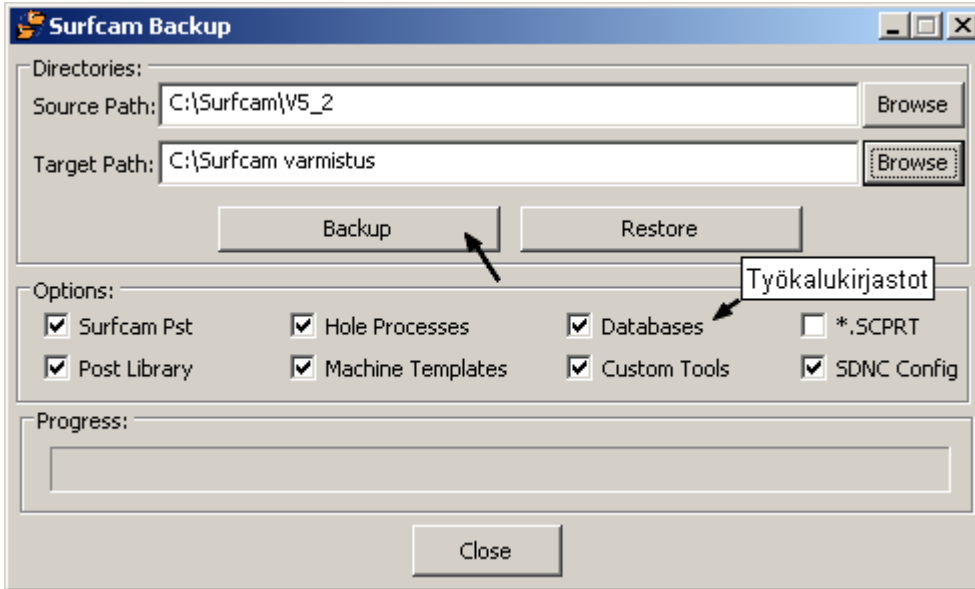 Surfcam Backup
Directories:
Source Path: C:\Surfcam\V5_2 Browse
Target Path: C:\Surfcam varmistus Browse
Backup Restore
Työkalukirjastot
Options:
Surfcam Pst Hole Processes Databases *.SCPRT
Post Library Machine Templates Custom Tools SDNC Config
Progress:
Close